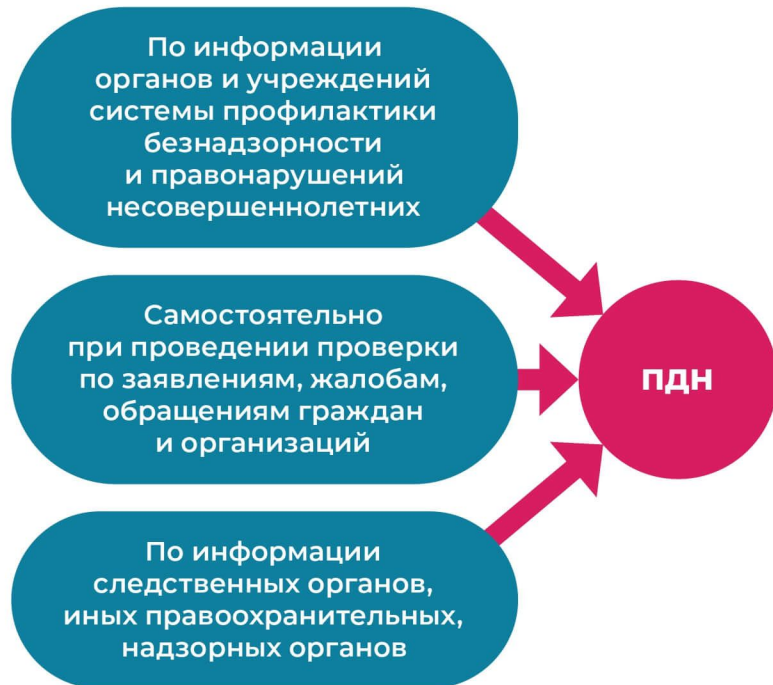 По информации
органов и учреждений
системы профилактики
безнадзорности
и правонарушений
несовершеннолетних
Самостоятельно
при проведении проверки
по заявлениям, жалобам,
обращениям граждан
и организаций
ПДН
По информации
следственных органов,
иных правоохранительных,
надзорных органов